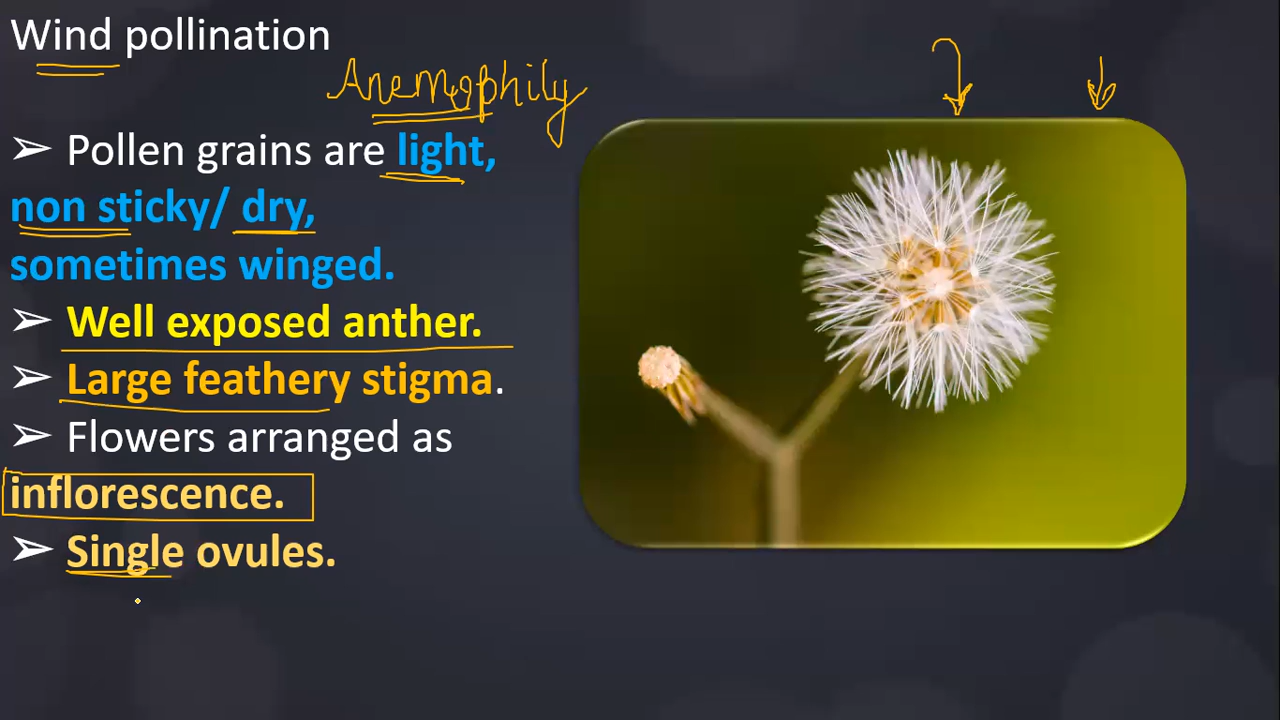 Wind pollination
Anemophily
➢ Pollen grains are light,
non sticky/ dry,
sometimes winged.
➢ Well exposed anther.
➢ Large feathery stigma.
➢ Flowers arranged as
inflorescence.
➢ Single ovules.